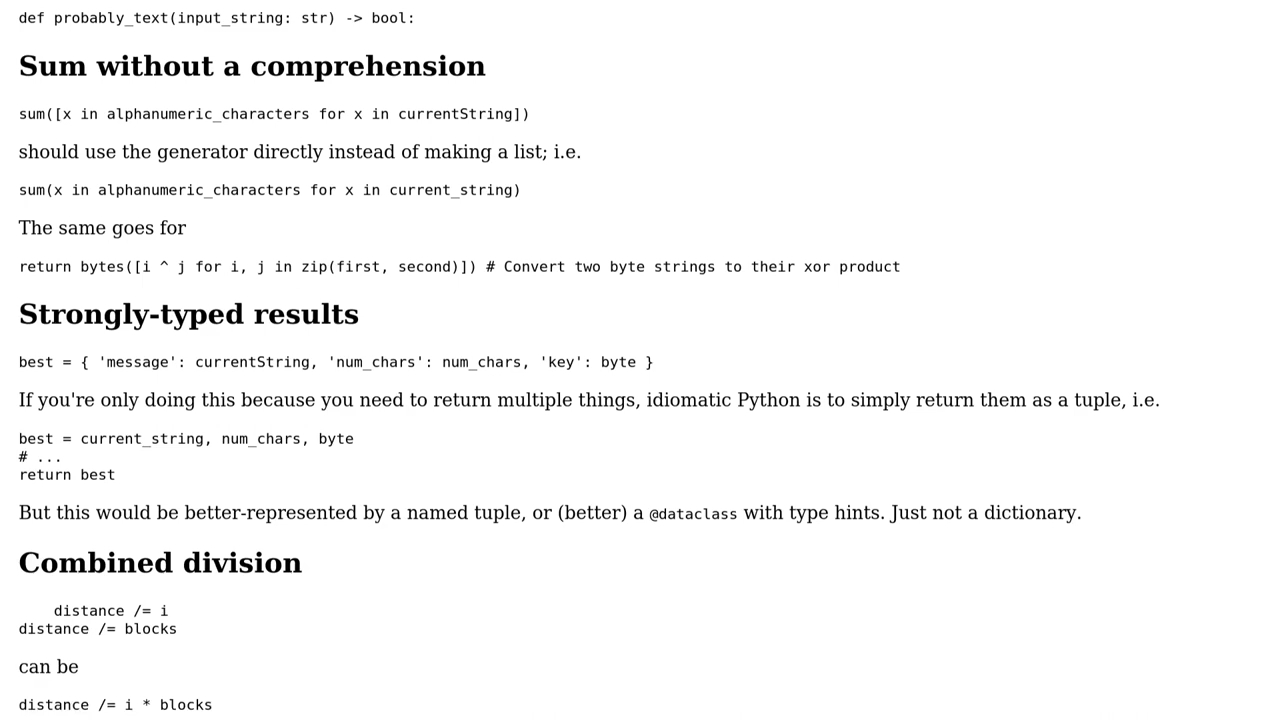 def probably_text(input_string: str) -> bool:
Sum without a comprehension
sum([x in alphanumeric_characters for x in currentString])
should use the generator directly instead of making a list; i.e.
sum(x in alphanumeric_characters for x in current_string)
The same goes for
return bytes([i ^ j for i, j in zip(first, second)]) # Convert two byte strings to their xor product
Strongly-typed results
best = { 'message': currentString, 'num_chars': num_chars, 'key': byte }
If you're only doing this because you need to return multiple things, idiomatic Python is to simply return them as a tuple, i.e.
best = current_string, num_chars, byte
# ...
return best
But this would be better-represented by a named tuple, or (better) a @dataclass with type hints. Just not a dictionary.
Combined division
    distance /= i
distance /= blocks
can be
distance /= i * blocks